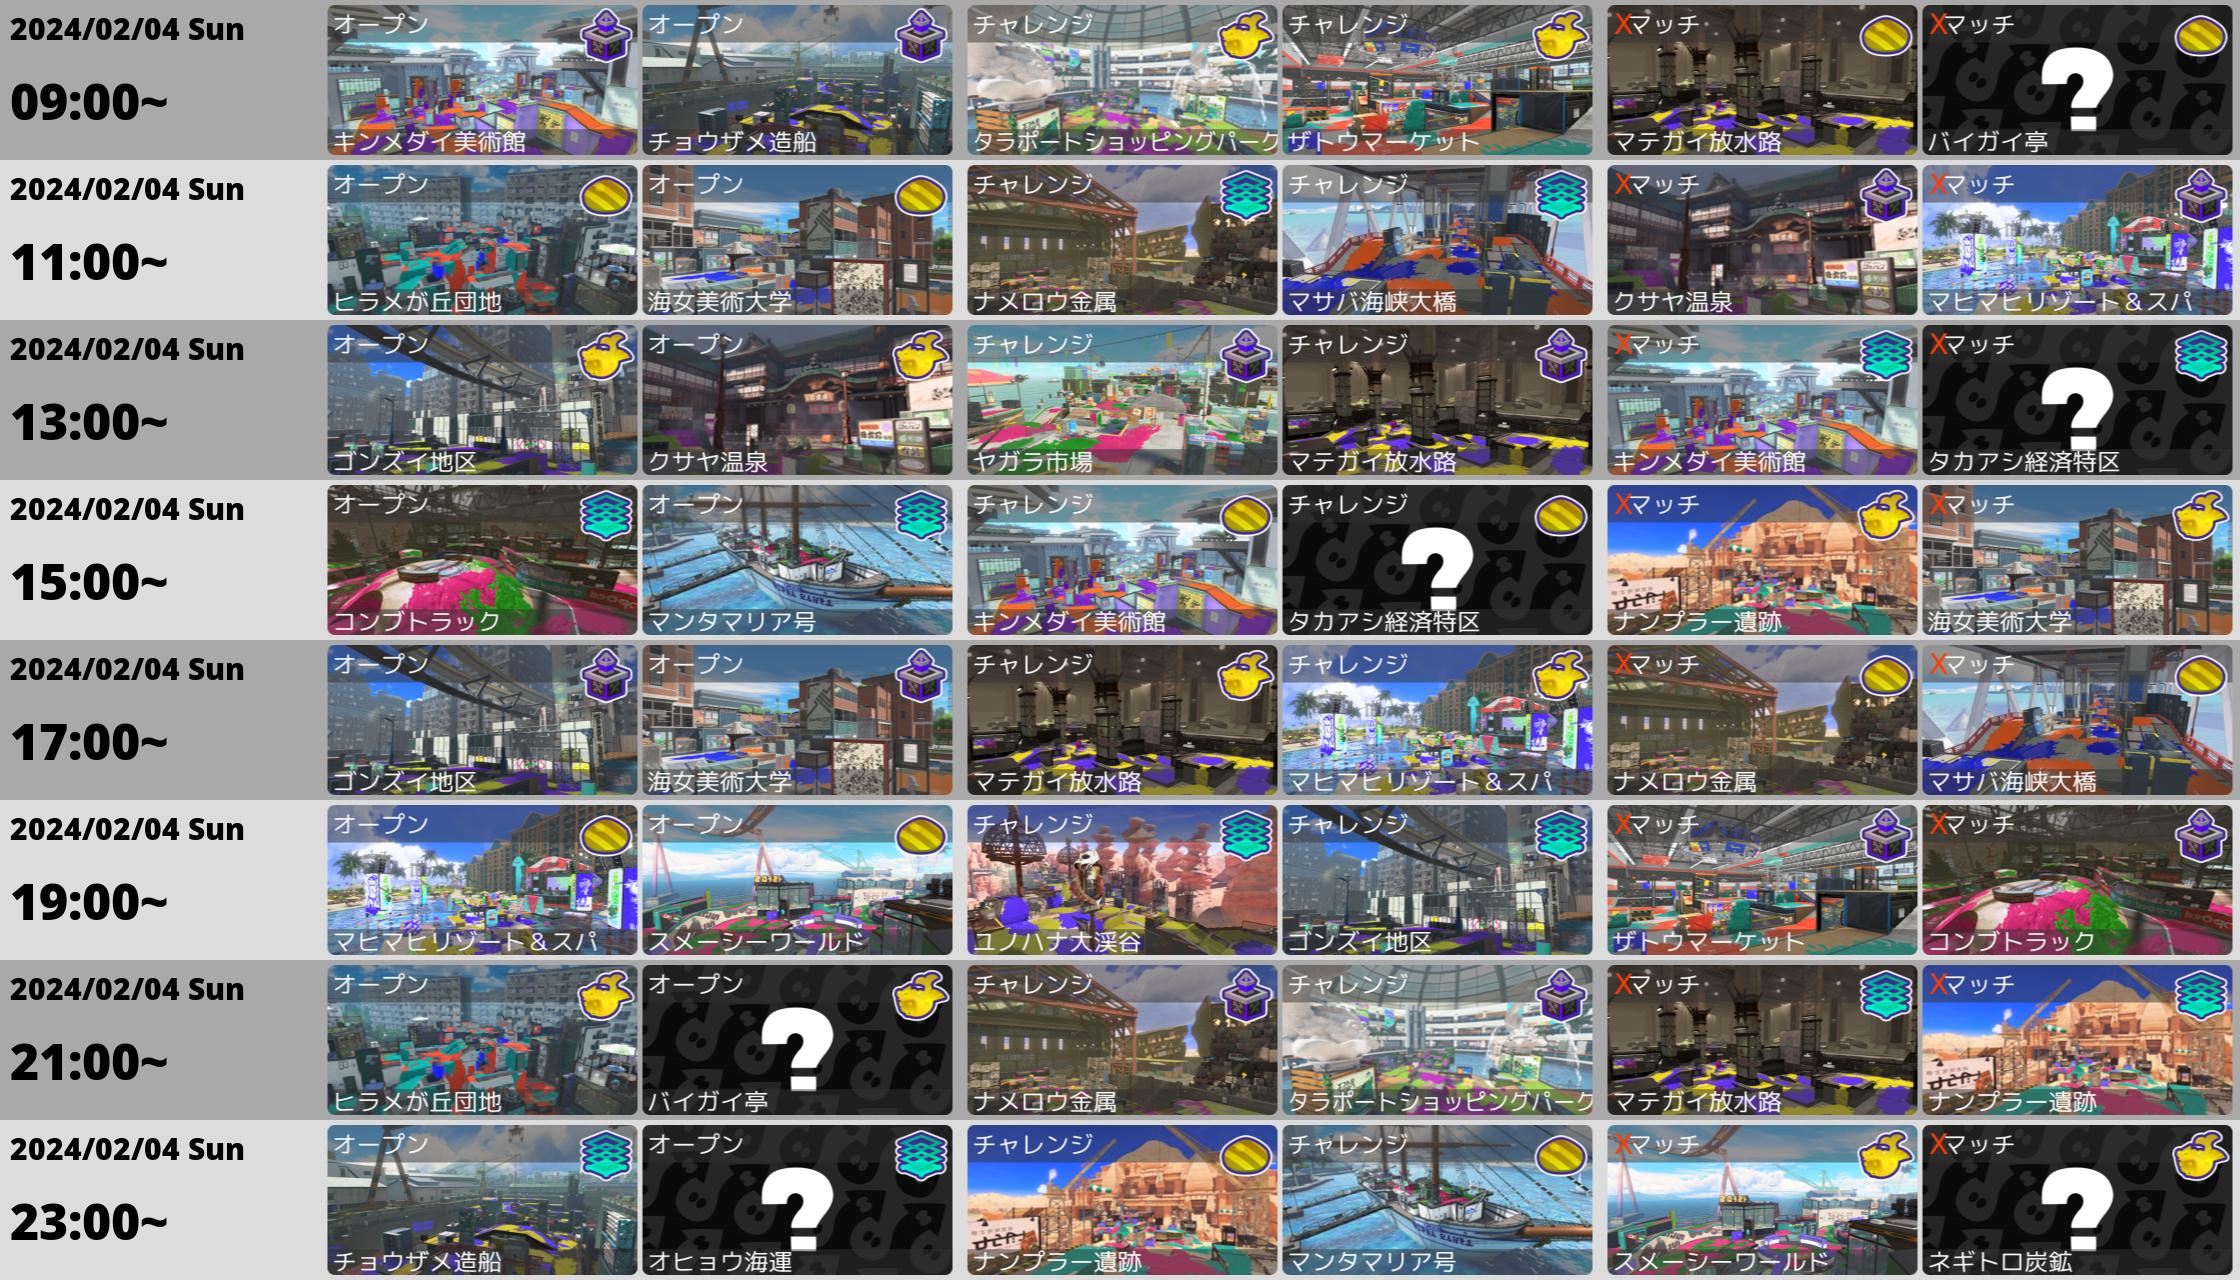 2024/02/04 Sun
09:00~
オープン
キンメダイ美術館
オープン
チョウザメ造船
チャレンジ
タラポートショッピングパーク
チャレンジ
ザトウマーケット
Xマッチ
マテガイ放水路
Xマッチ
バイガイ亭
2024/02/04 Sun
11:00~
オープン
ヒラメが丘団地
オープン
海女美術大学
チャレンジ
ナメロウ金属
チャレンジ
マサバ海峡大橋
Xマッチ
クサヤ温泉
Xマッチ
マヒマヒリゾート＆スパ
2024/02/04 Sun
13:00~
オープン
ゴンズイ地区
オープン
クサヤ温泉
チャレンジ
ヤガラ市場
チャレンジ
マテガイ放水路
Xマッチ
キンメダイ美術館
Xマッチ
タカアシ経済特区
2024/02/04 Sun
15:00~
オープン
コンブトラック
オープン
マンタマリア号
チャレンジ
キンメダイ美術館
チャレンジ
タカアシ経済特区
Xマッチ
ナンプラー遺跡
Xマッチ
海女美術大学
2024/02/04 Sun
17:00~
オープン
ゴンズイ地区
オープン
海女美術大学
チャレンジ
マテガイ放水路
チャレンジ
マヒマヒリゾート＆スパ
Xマッチ
ナメロウ金属
Xマッチ
マサバ海峡大橋
2024/02/04 Sun
19:00~
オープン
マヒマヒリゾート＆スパ
オープン
スメーシーワールド
チャレンジ
ユノハナ大渓谷
チャレンジ
ゴンズイ地区
Xマッチ
ザトウマーケット
Xマッチ
コンブトラック
2024/02/04 Sun
21:00~
オープン
ヒラメが丘団地
オープン
バイガイ亭
チャレンジ
ナメロウ金属
チャレンジ
タラポートショッピングパーク
Xマッチ
マテガイ放水路
Xマッチ
ナンプラー遺跡
2024/02/04 Sun
23:00~
オープン
チョウザメ造船
オープン
オヒョウ海運
チャレンジ
ナンプラー遺跡
チャレンジ
マンタマリア号
Xマッチ
スメーシーワールド
Xマッチ
ネギトロ炭鉱